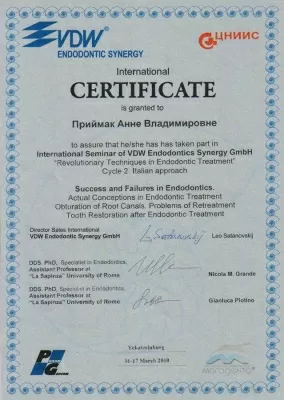 VDW
ENDODONTIC SYNERGY
ЦНИИС
International
CERTIFICATE
is granted to
Приймак Анне Владимировне
to assure that he/she has has taken part in
International Seminar of VDW Endodontics Synergy GmbH
"Revolutionary Techniques in Endodontic Treatment"
Cycle 2. Italian approach
Success and Failures in Endodontics.
Actual Conceptions in Endodontic Treatment
Obturation of Root Canals. Problems of Retreatment
Tooth Restoration after Endodontic Treatment
Director Sales International
VDW Endodontic Synergy GmbH
Leo Satanovskij
DDS, PhD, Specialist in Endodontics,
Assistant Professor at
"La Sapinza" University of Rome
Nicola M. Grande
DDS, PhD, Specialist in Endodontics,
Assistant Professor at
"La Sapinza" University of Rome
Gianluca Plotino
Yekaterinburg
16-17 March 2010